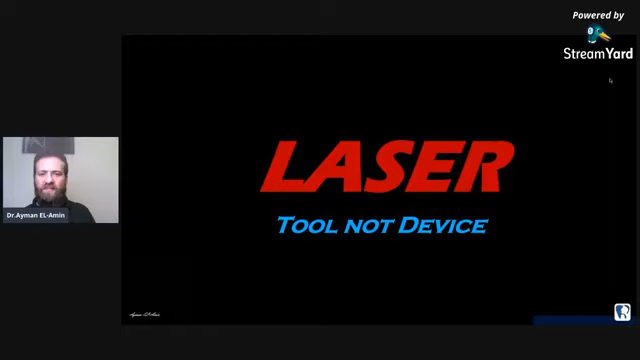 Powered by
StreamYard
LASER
TOOL NOT DEVICE
Dr.Ayman EL-Amin